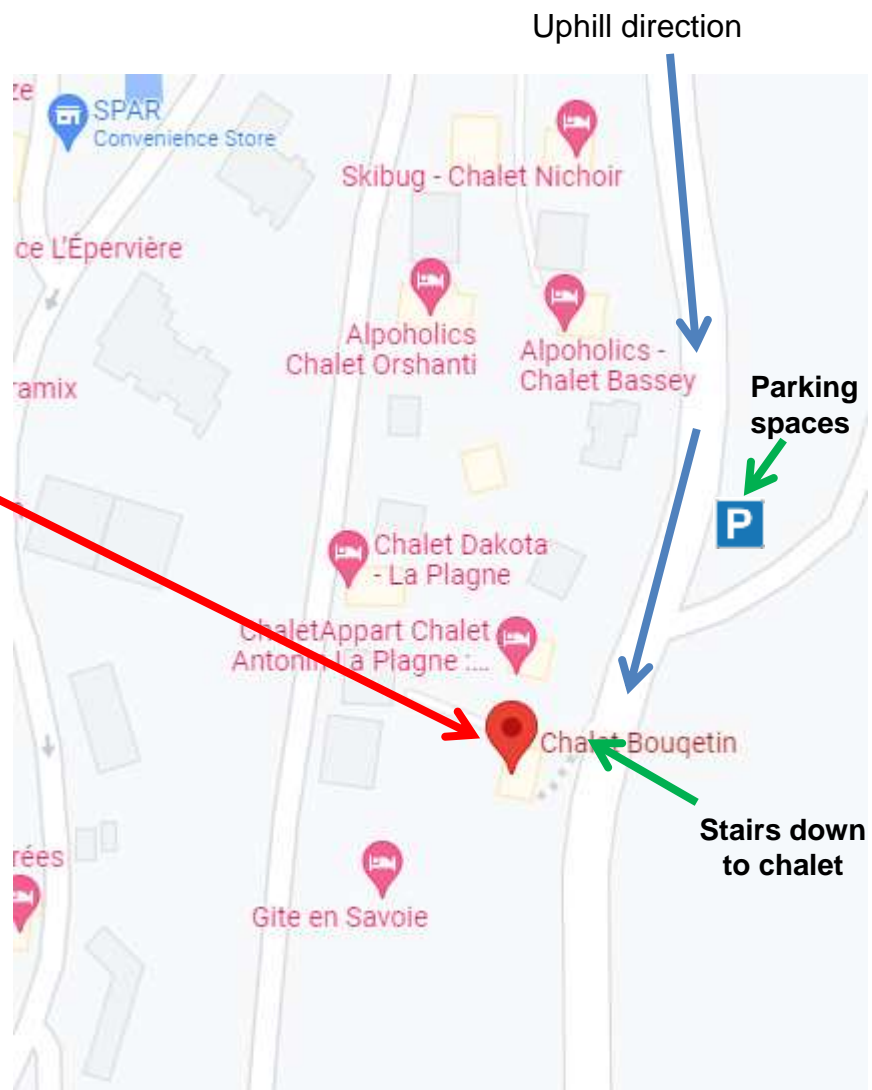 Uphill direction
ze
SPAR
Convenience Store
Skibug - Chalet Nichoir
ce L'Épervière
Alpoholics
Chalet Orshanti
Alpoholics -
Chalet Bassey
ramix
Parking
spaces
P
Chalet Dakota
- La Plagne
ChaletAppart Chalet
Antonin La Plagne :...
Chalet Bouqetin
Stairs down
to chalet
rées
Gite en Savoie